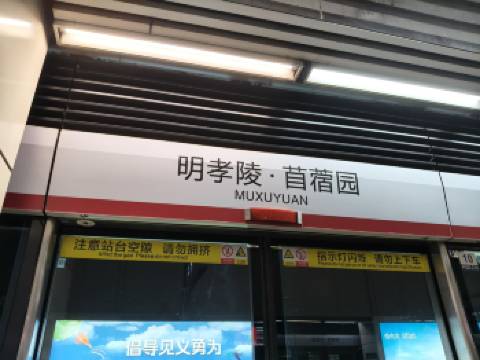 明孝陵·苜蓿园
MUXUYUAN
注意站台空隙 请勿拥挤
指示灯闪烁 请勿上下车
10
倡导见义勇为